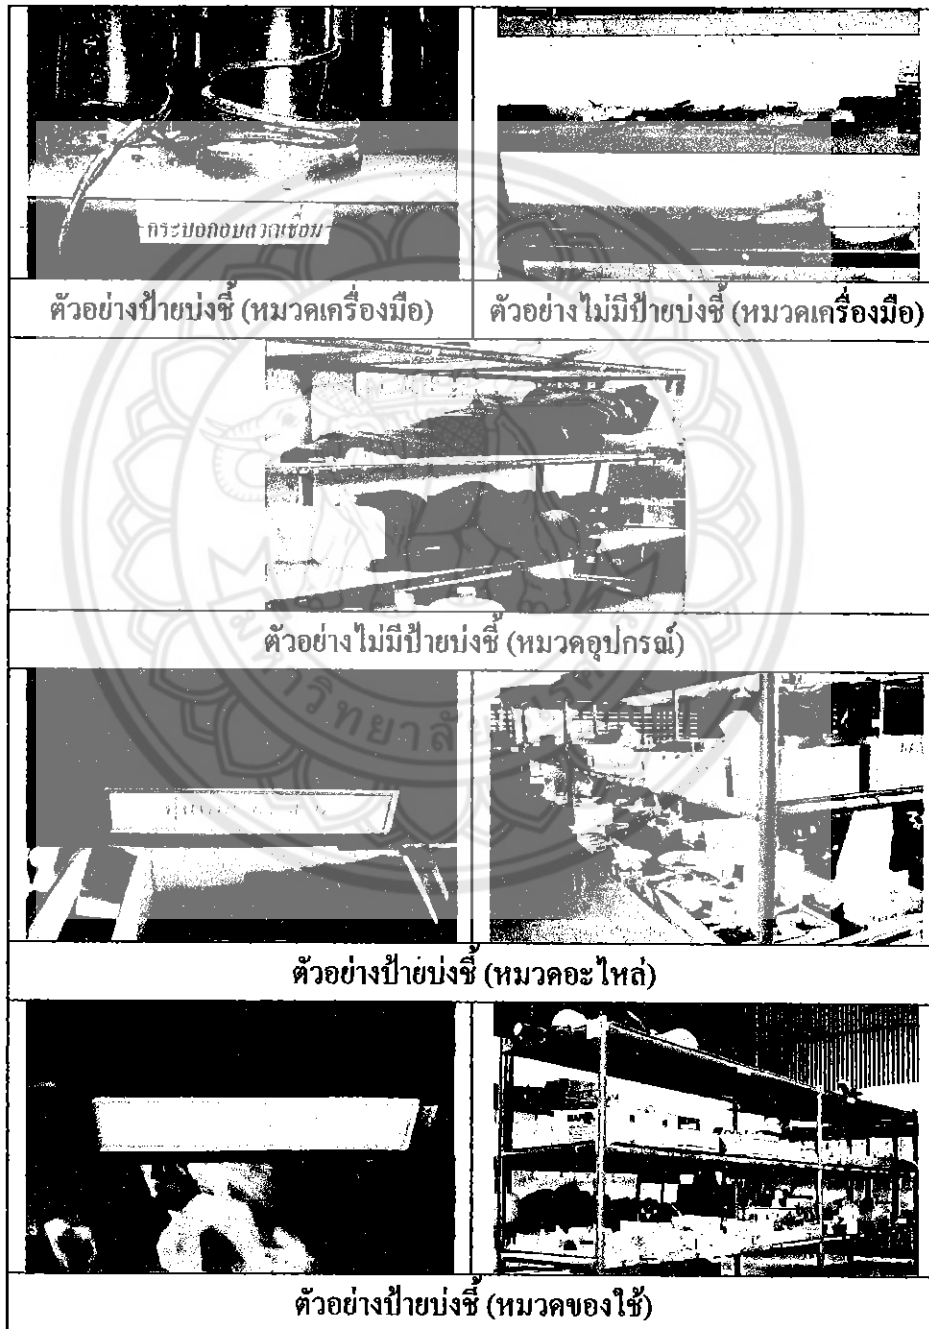 กระบอกอบลวดเชื่อม
ตัวอย่างป้ายบ่งชี้ (หมวดเครื่องมือ)
ตัวอย่างไม่มีป้ายบ่งชี้ (หมวดเครื่องมือ)
ตัวอย่างไม่มีป้ายบ่งชี้ (หมวดอุปกรณ์)
ตัวอย่างป้ายบ่งชี้ (หมวดอะไหล่)
ตัวอย่างป้ายบ่งชี้ (หมวดของใช้)